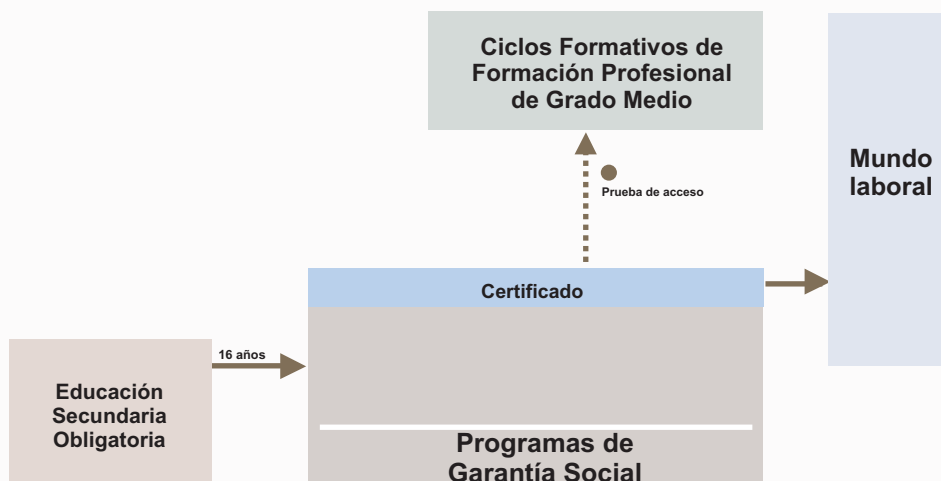 Ciclos Formativos de
Formación Profesional
de Grado Medio
Mundo
laboral
Prueba de acceso
Certificado
16 años
Educación
Secundaria
Obligatoria
Programas de
Garantía Social